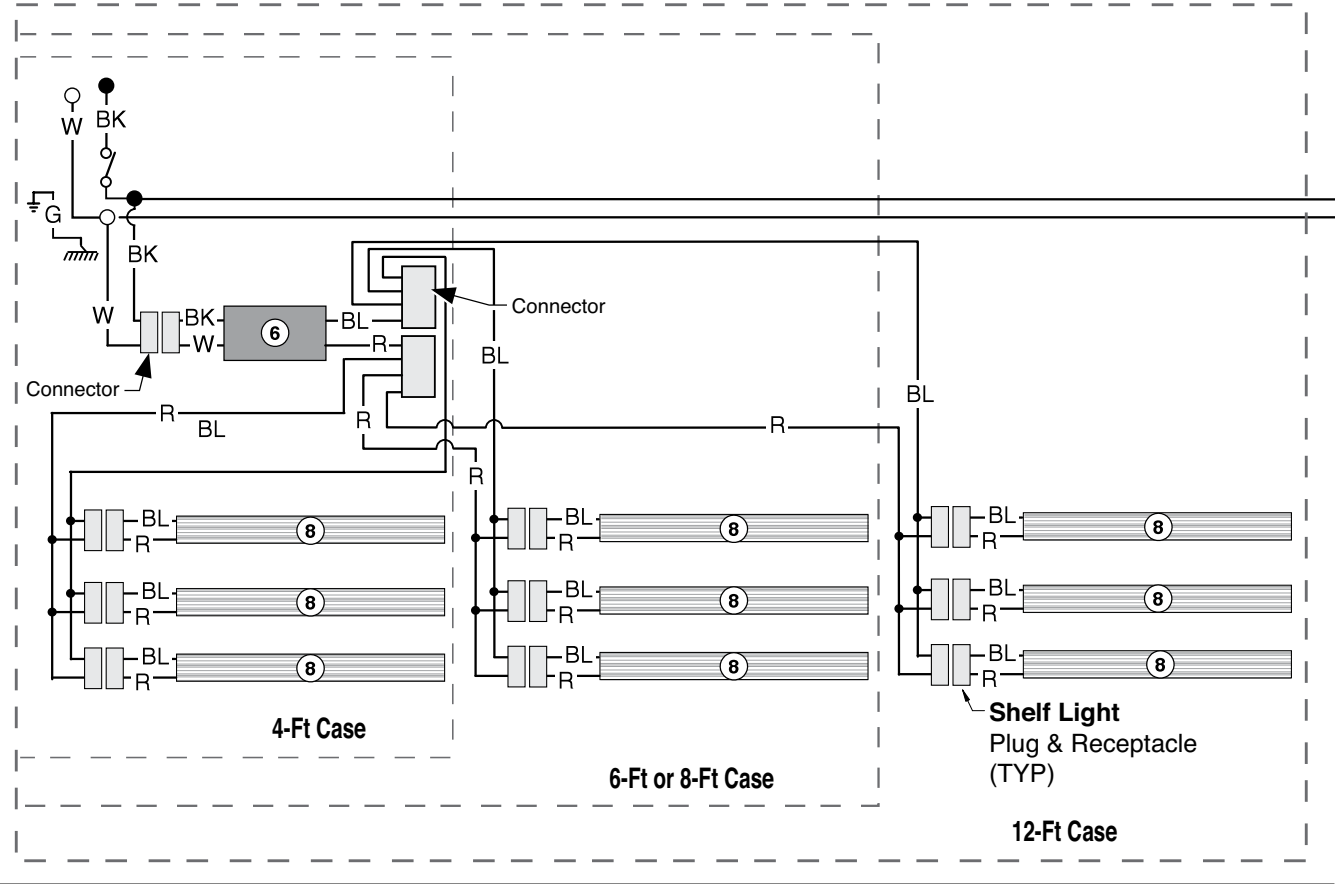 W
BK
G
BK
W
BK
W
6
BL
R
Connector
BL
Connector
R
BL
R
R
BL
R
BL
R
8
BL
R
8
BL
R
8
BL
R
8
BL
R
8
BL
R
8
BL
R
8
BL
R
8
BL
R
8
4-Ft Case
Shelf Light
Plug & Receptacle
(TYP)
6-Ft or 8-Ft Case
12-Ft Case